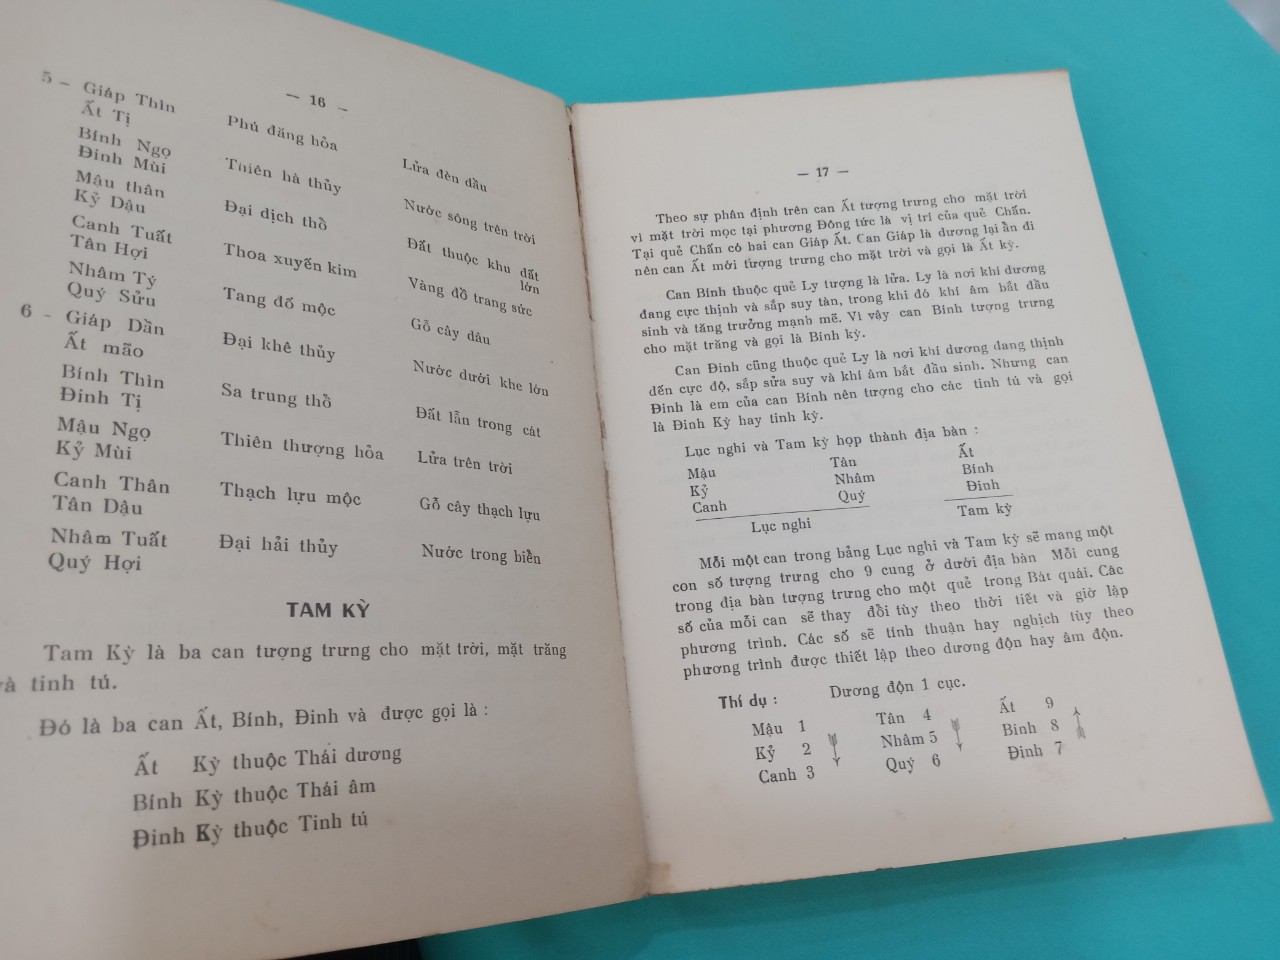 — 16 —
5 — Giáp Thìn
Ất Tị Phú đăng hỏa Lửa đèn dầu
Bính Ngọ
Đinh Mùi Thiên hà thủy Nước sông trên trời
Mậu thân
Kỷ Dậu Đại dịch thổ Đất thuộc khu đất lớn
Canh Tuất
Tân Hợi Thoa xuyến kim Vàng đồ trang sức
Nhâm Tý
Quý Sửu Tang đố mộc Gỗ cây dâu
6 — Giáp Dần
Ất mão Đại khê thủy Nước dưới khe lớn
Bính Thìn
Đinh Tị Sa trung thổ Đất lẫn trong cát
Mậu Ngọ
Kỷ Mùi Thiên thượng hỏa Lửa trên trời
Canh Thân
Tân Dậu Thạch lựu mộc Gỗ cây thạch lựu
Nhâm Tuất
Quý Hợi Đại hải thủy Nước trong biển
TAM KỲ
Tam Kỳ là ba can tượng trưng cho mặt trời, mặt trăng
và tinh tú.
Đó là ba can Ất, Bính, Đinh và được gọi là :
Ất Kỳ thuộc Thái dương
Bính Kỳ thuộc Thái âm
Đinh Kỳ thuộc Tinh tú
— 17 —
Theo sự phân định trên can Ất tượng trưng cho mặt trời
vì mặt trời mọc tại phương Đông tức là vị trí của quẻ Chấn.
Tại quẻ Chấn có hai can Giáp Ất. Can Giáp là dương lại ẩn đi
nên can Ất mới tượng trưng cho mặt trời và gọi là Ất kỳ.
Can Bính thuộc quẻ Ly tượng là lửa. Ly là nơi khí dương
đang cực thịnh và sắp suy tàn, trong khi đó khí âm bắt đầu
sinh và tăng trưởng mạnh mẽ. Vì vậy can Bính tượng trưng
cho mặt trăng và gọi là Bính kỳ.
Can Đinh cũng thuộc quẻ Ly là nơi khí dương đang thịnh
đến cực độ, sắp sửa suy và khí âm bắt đầu sinh. Nhưng can
Đinh là em của can Bính nên tượng cho các tinh tú và gọi
là Đinh Kỳ hay tinh kỳ.
Lục nghi và Tam kỳ họp thành địa bàn :
Mậu Tân Ất
Kỷ Nhâm Bính
Canh Quý Đinh
Lục nghi Tam kỳ
Mỗi một can trong bảng Lục nghi và Tam kỳ sẽ mang một
con số tượng trưng cho 9 cung ở dưới địa bàn Mỗi cung
trong địa bàn tượng trưng cho một quẻ trong Bát quái. Các
số của mỗi can sẽ thay đổi tùy theo thời tiết và giờ lập
phương trình. Các số sẽ tính thuận hay nghịch tùy theo
phương trình được thiết lập theo dương độn hay âm độn.
Thí dụ : Dương độn 1 cục.
Mậu 1 Tân 4 Ất 9
Kỷ 2 Nhâm 5 Bính 8
Canh 3 Quý 6 Đinh 7